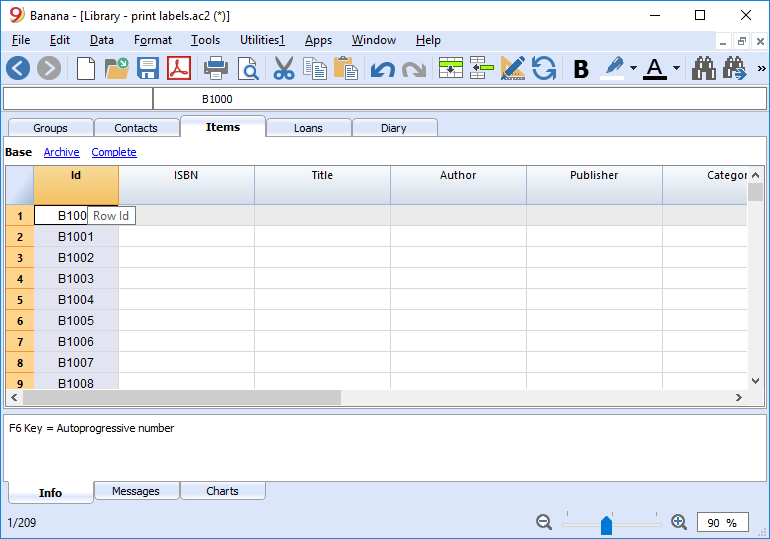 Banana - [Library - print labels.ac2 (*)]
File Edit Data Format Tools Utilities1 Apps Window Help
B A »
B1000
Groups Contacts Items Loans Diary
Base Archive Complete
Id ISBN Title Author Publisher Categor
1 B100 Row Id
2 B1001
3 B1002
4 B1003
5 B1004
6 B1005
7 B1006
8 B1007
9 B1008
F6 Key = Autoprogressive number
Info Messages Charts
1/209 90 %